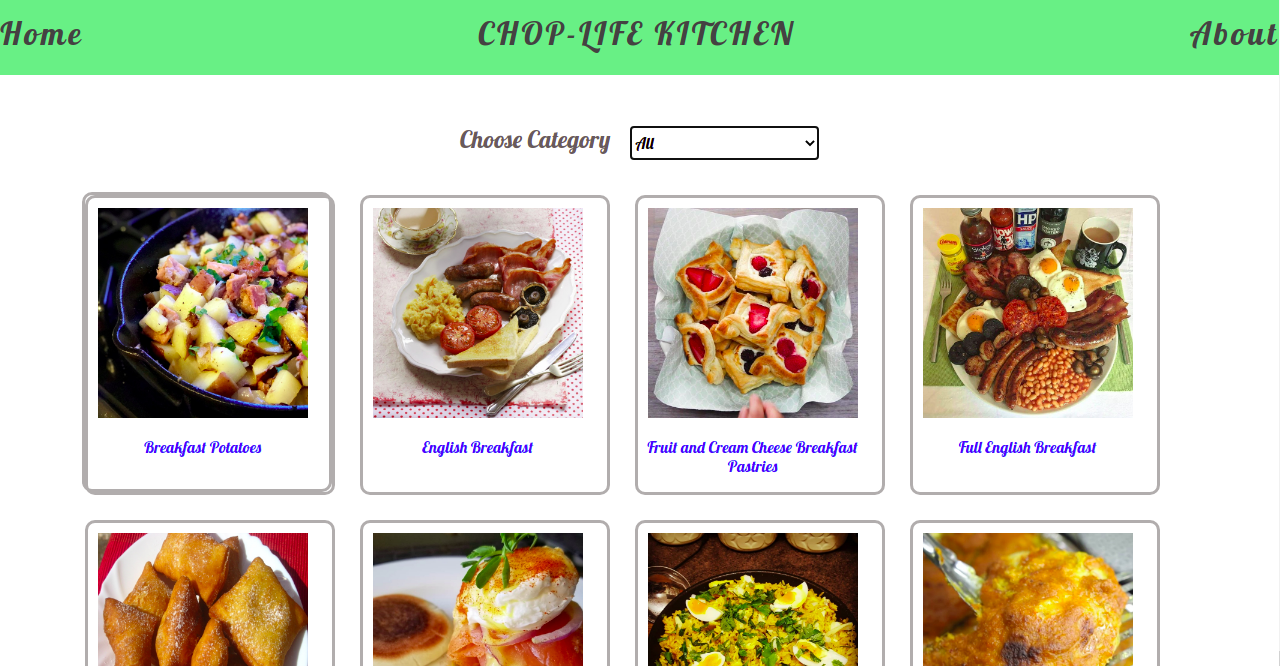 Home
CHOP-LIFE KITCHEN
About
Choose Category
All
HP
Breakfast Potatoes
English Breakfast
Fruit and Cream Cheese Breakfast
Pastries
Full English Breakfast